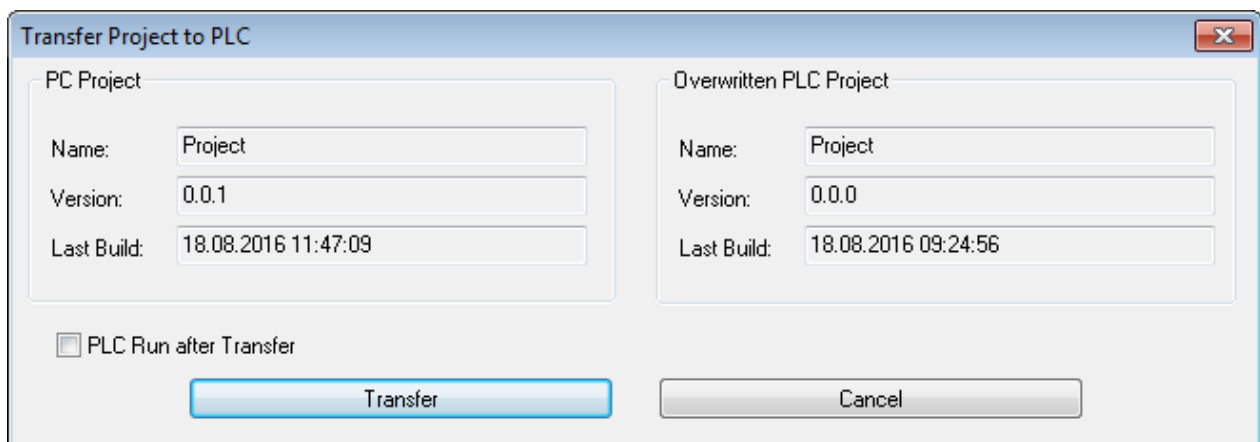 Transfer Project to PLC
PC Project
Name: Project
Version: 0.0.1
Last Build: 18.08.2016 11:47:09
Overwritten PLC Project
Name: Project
Version: 0.0.0
Last Build: 18.08.2016 09:24:56
PLC Run after Transfer
Transfer
Cancel